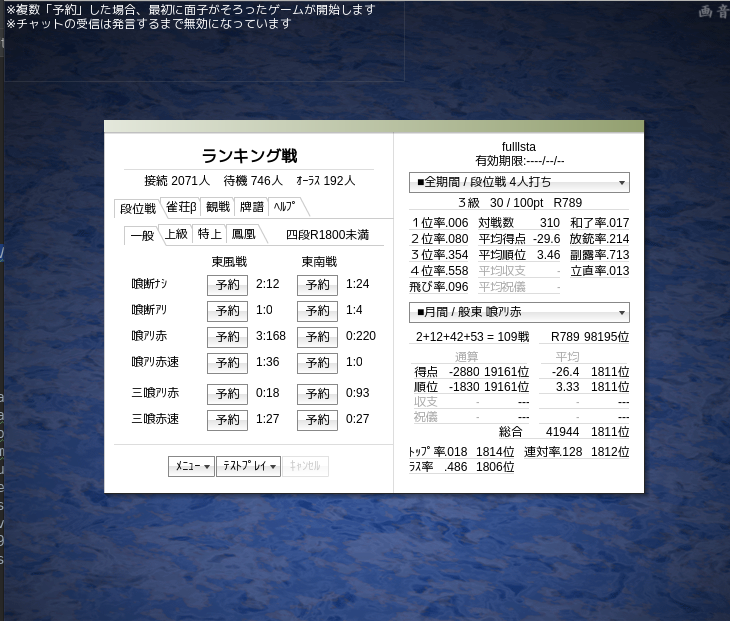 ※複数「予約」した場合、最初に面子がそろったゲームが開始します
※チャットの受信は発言するまで無効になっています
画 音
ランキング戦
接続 2071人 待機 746人 ｵｰﾗｽ 192人
段位戦 雀荘β 観戦 牌譜 ﾍﾙﾌﾟ
一般 上級 特上 鳳凰 四段R1800未満
東風戦 東南戦
喰断ﾅｼ 予約 2:12 予約 1:24
喰断ｱﾘ 予約 1:0 予約 1:4
喰ｱﾘ赤 予約 3:168 予約 0:220
喰ｱﾘ赤速 予約 1:36 予約 1:0
三喰ｱﾘ赤 予約 0:18 予約 0:93
三喰赤速 予約 1:27 予約 0:27
ﾒﾆｭｰ ﾃｽﾄﾌﾟﾚｲ ｷｬﾝｾﾙ
fulllsta
有効期限:----/--/--
■全期間 / 段位戦 4人打ち
３級 30 / 100pt R789
１位率.006 対戦数 310 和了率.017
２位率.080 平均得点 -29.6 放銃率.214
３位率.354 平均順位 3.46 副露率.713
４位率.558 平均収支 - 立直率.013
飛び率.096 平均祝儀 -
■月間 / 般東 喰ｱﾘ赤
2+12+42+53 = 109戦 R789 98195位
通算 平均
得点 -2880 19161位 -26.4 1811位
順位 -1830 19161位 3.33 1811位
収支 - --- - ---
祝儀 - --- - ---
総合 41944 1811位
ﾄｯﾌﾟ率.018 1814位 連対率.128 1812位
ﾗｽ率 .486 1806位